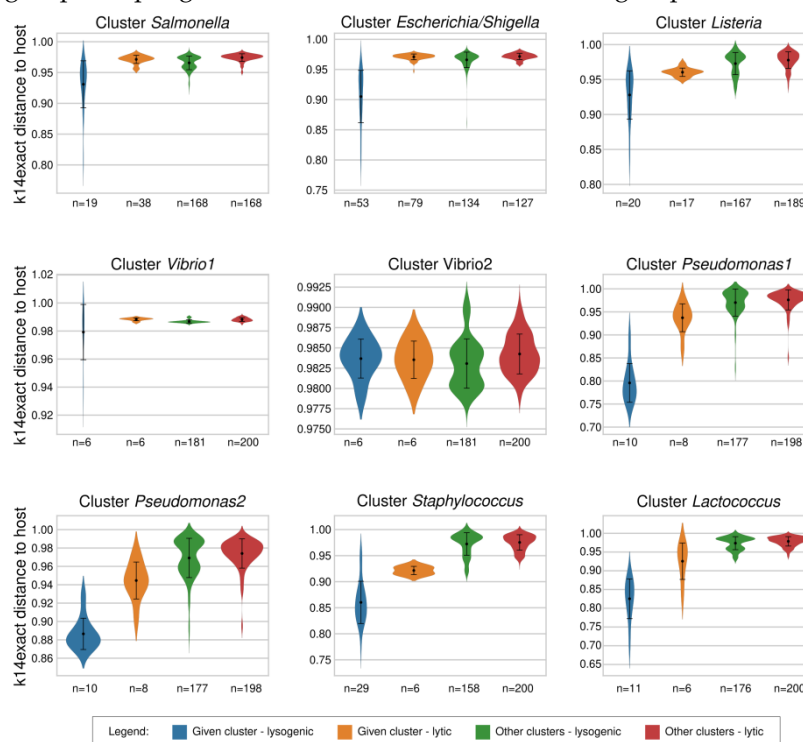 Cluster Salmonella
Cluster Escherichia/Shigella
Cluster Listeria
k14exact distance to host
1.00
0.95
0.90
0.85
0.80
n=19 n=38 n=168 n=168
1.00
0.95
0.90
0.85
0.80
0.75
n=53 n=79 n=134 n=127
1.00
0.95
0.90
0.85
0.80
n=20 n=17 n=167 n=189
Cluster Vibrio1
Cluster Vibrio2
Cluster Pseudomonas1
k14exact distance to host
1.02
1.00
0.98
0.96
0.94
0.92
n=6 n=6 n=181 n=200
0.9925
0.9900
0.9875
0.9850
0.9825
0.9800
0.9775
0.9750
n=6 n=6 n=181 n=200
1.00
0.95
0.90
0.85
0.80
0.75
0.70
n=10 n=8 n=177 n=198
Cluster Pseudomonas2
Cluster Staphylococcus
Cluster Lactococcus
k14exact distance to host
1.00
0.98
0.96
0.94
0.92
0.90
0.88
0.86
n=10 n=8 n=177 n=198
1.00
0.95
0.90
0.85
0.80
0.75
n=29 n=6 n=158 n=200
1.00
0.95
0.90
0.85
0.80
0.75
0.70
0.65
n=11 n=6 n=176 n=200
Legend: Given cluster - lysogenic Given cluster - lytic Other clusters - lysogenic Other clusters - lytic